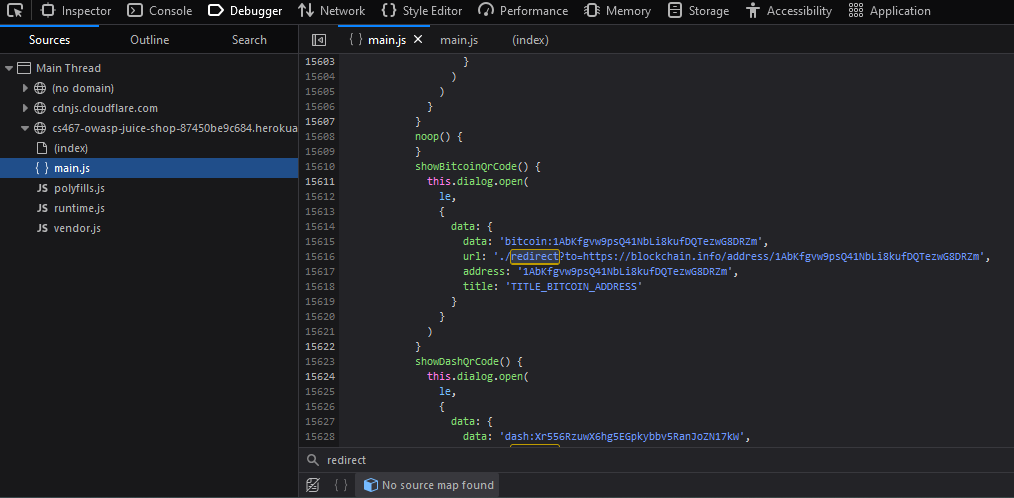 Inspector Console Debugger Network Style Editor Performance Memory Storage Accessibility Application
Sources Outline Search
{ } main.js main.js (index)
Main Thread
(no domain)
cdnjs.cloudflare.com
cs467-owasp-juice-shop-87450be9c684.herokua
(index)
{ } main.js
JS polyfills.js
JS runtime.js
JS vendor.js
15603 }
15604 )
15605 )
15606 }
15607 }
15608 noop() {
15609 }
15610 showBitcoinQrCode() {
15611 this.dialog.open(
15612 le,
15613 {
15614 data: {
15615 data: 'bitcoin:1AbKfgvw9psQ41NbLi8kufDQTezwG8DRZm',
15616 url: './redirect?to=https://blockchain.info/address/1AbKfgvw9psQ41NbLi8kufDQTezwG8DRZm',
15617 address: '1AbKfgvw9psQ41NbLi8kufDQTezwG8DRZm',
15618 title: 'TITLE_BITCOIN_ADDRESS'
15619 }
15620 }
15621 )
15622 }
15623 showDashQrCode() {
15624 this.dialog.open(
15625 le,
15626 {
15627 data: {
15628 data: 'dash:Xr556RzuwX6hg5EGpkybbv5RanJoZN17kW',
redirect
{ } No source map found